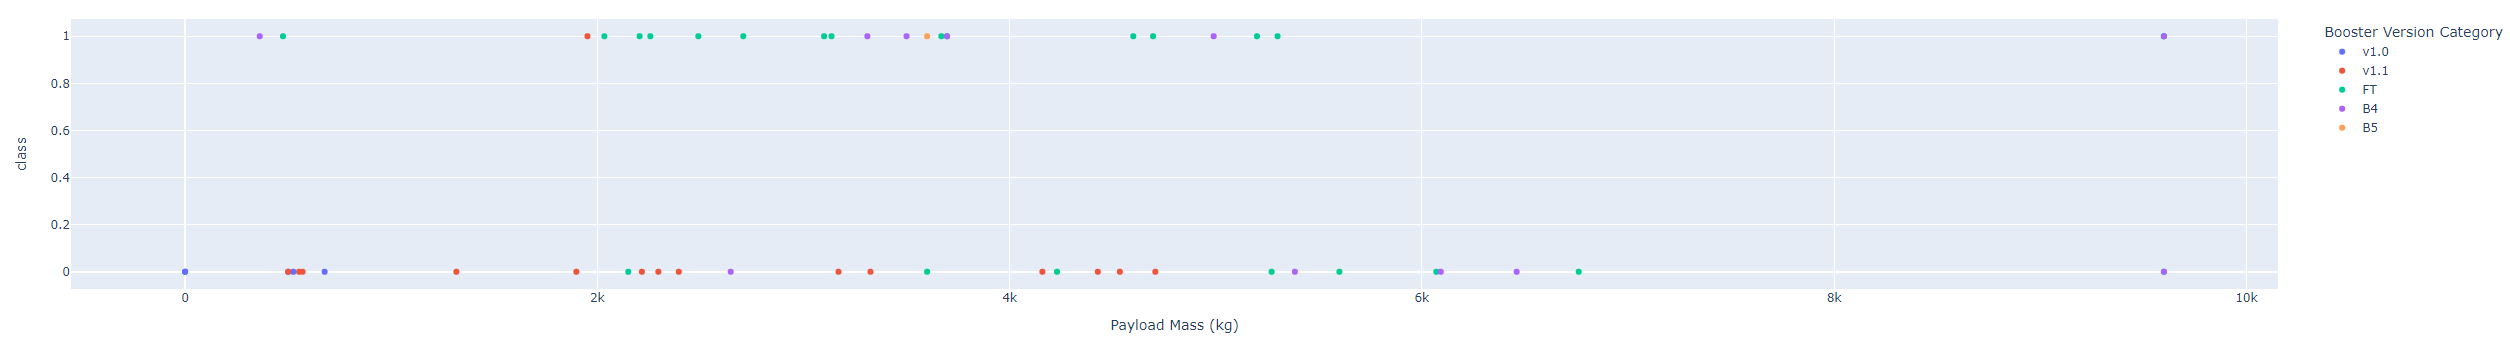 Booster Version Category
v1.0
v1.1
FT
B4
B5
class
1
0.8
0.6
0.4
0.2
0
0
2k
4k
6k
8k
10k
Payload Mass (kg)